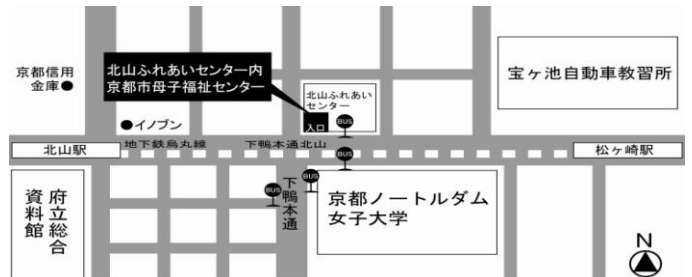 京都信用
金庫●
北山ふれあいセンター内
京都市母子福祉センター
北山ふれあい
センター
入口
BUS
宝ヶ池自動車教習所
●イノブン
地下鉄烏丸線
下鴨本通北山
北山駅
BUS
松ヶ崎駅
府立総合
資料館
BUS
下鴨本通
BUS
京都ノートルダム
女子大学
N